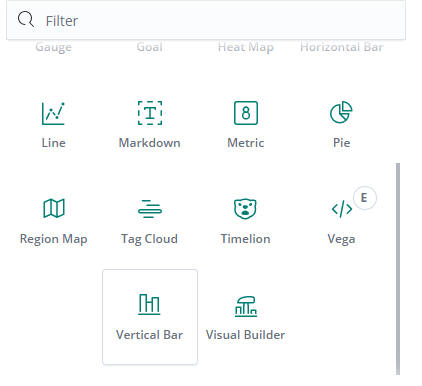 Filter
Gauge Goal Heat Map Horizontal Bar
8
Line Markdown Metric Pie
E
Region Map Tag Cloud Timelion Vega
Vertical Bar Visual Builder